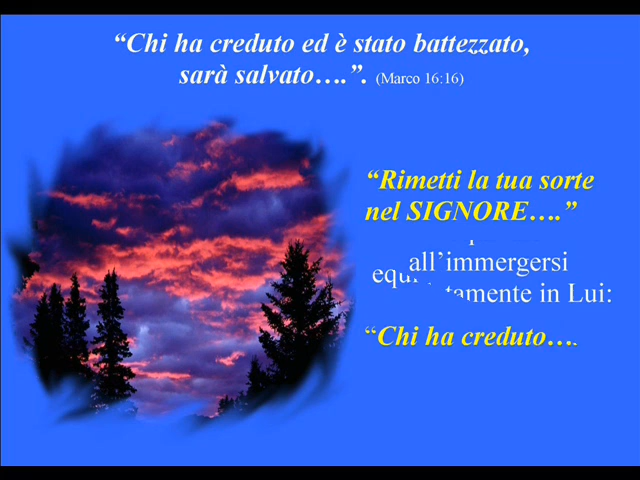 “Chi ha creduto ed è stato battezzato,
sarà salvato….”. (Marco 16:16)
“Rimetti la tua sorte
nel SIGNORE….”
all’immergersi
in Lui:
“Chi ha creduto….